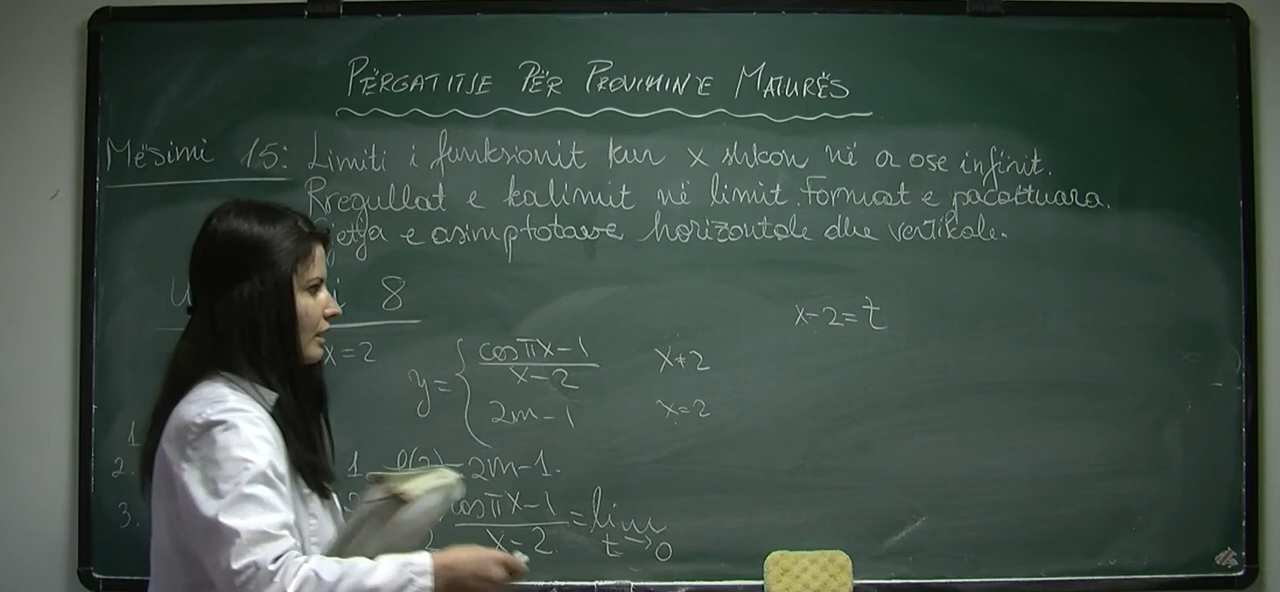 PËRGATITJE PËR PROVIMIN E MATURËS
Mësimi 15: Limiti i funksionit kur x shkon në a ose infinit.
Rregullat e kalimit në limit. Format e pacaktuara.
e asimptotave horizontale dhe vertikale.
8
x-2=t
x=2
y={ (cosπx-1)/(x-2) x≠2
2m-1 x=2
1.
2. 1. f(2)=2m-1.
3. (cosπx-1)/(x-2) = lim t→0